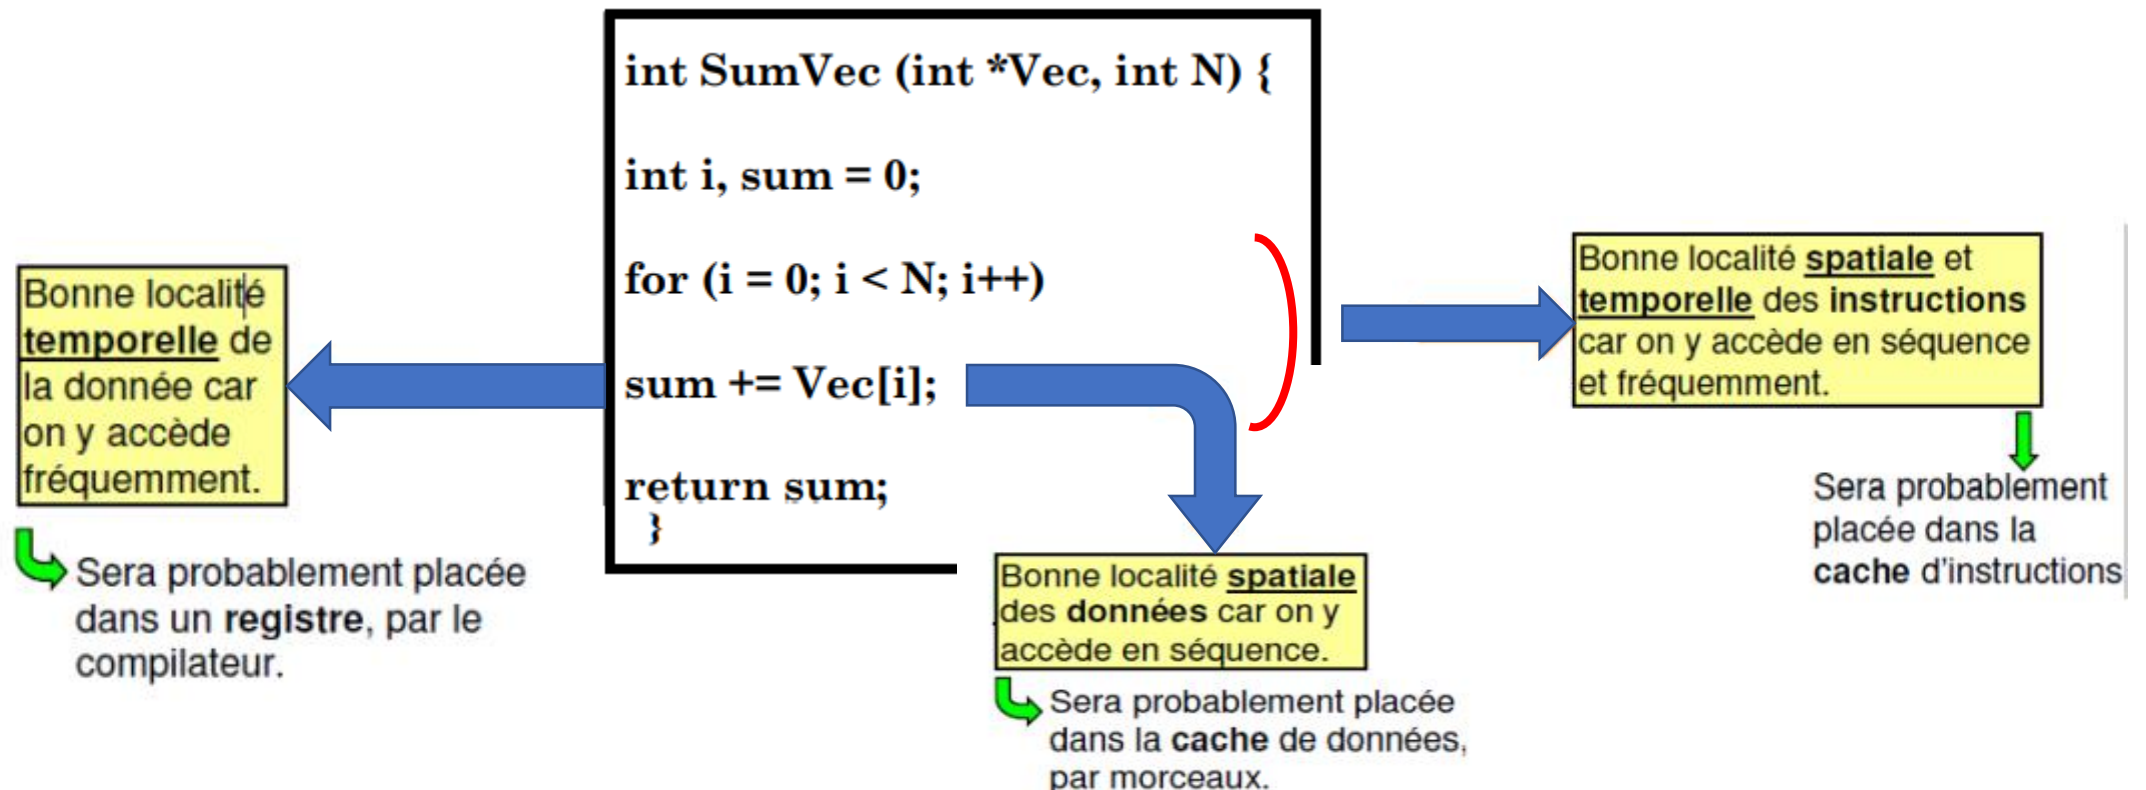 int SumVec (int *Vec, int N) {
int i, sum = 0;
for (i = 0; i < N; i++)
sum += Vec[i];
return sum;
}
Bonne localité
temporelle de
la donnée car
on y accède
fréquemment.
Sera probablement placée
dans un registre, par le
compilateur.
Bonne localité spatiale
des données car on y
accède en séquence.
Sera probablement placée
dans la cache de données,
par morceaux.
Bonne localité spatiale et
temporelle des instructions
car on y accède en séquence
et fréquemment.
Sera probablement
placée dans la
cache d'instructions